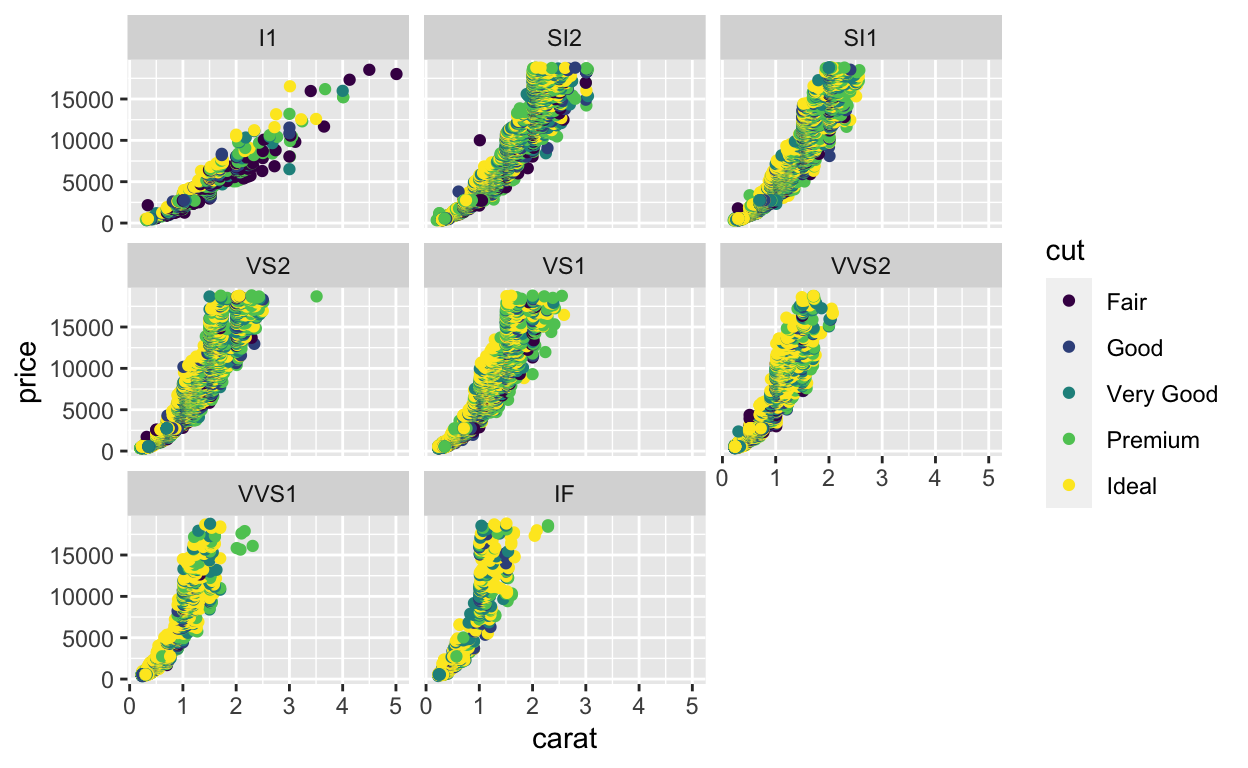 I1 SI2 SI1
15000
10000
5000
0
VS2 VS1 VVS2
15000
10000
5000
0
0 1 2 3 4 5
VVS1 IF
15000
10000
5000
0
0 1 2 3 4 5 0 1 2 3 4 5
carat
price
cut
Fair
Good
Very Good
Premium
Ideal